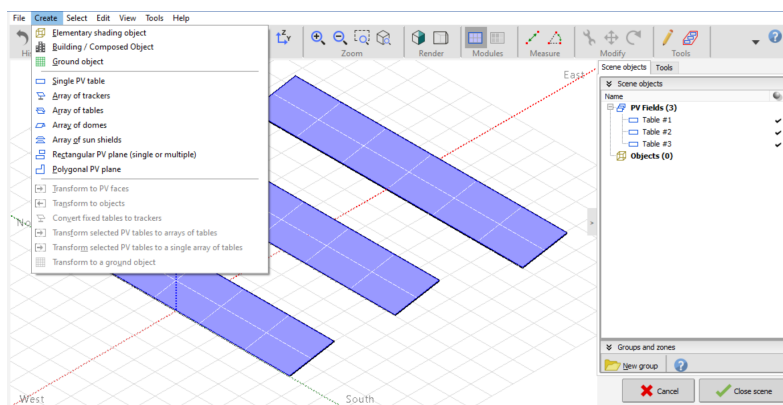 File Create Select Edit View Tools Help
Elementary shading object
Building / Composed Object
Ground object
Single PV table
Array of trackers
Array of tables
Array of domes
Array of sun shields
Rectangular PV plane (single or multiple)
Polygonal PV plane
Transform to PV faces
Transform to objects
Convert fixed tables to trackers
Transform selected PV tables to arrays of tables
Transform selected PV tables to a single array of tables
Transform to a ground object
Zoom Render Modules Measure Modify Tools
East
West
South
Scene objects Tools
Scene objects
Name
PV Fields (3)
Table #1
Table #2
Table #3
Objects (0)
Groups and zones
New group
Cancel Close scene